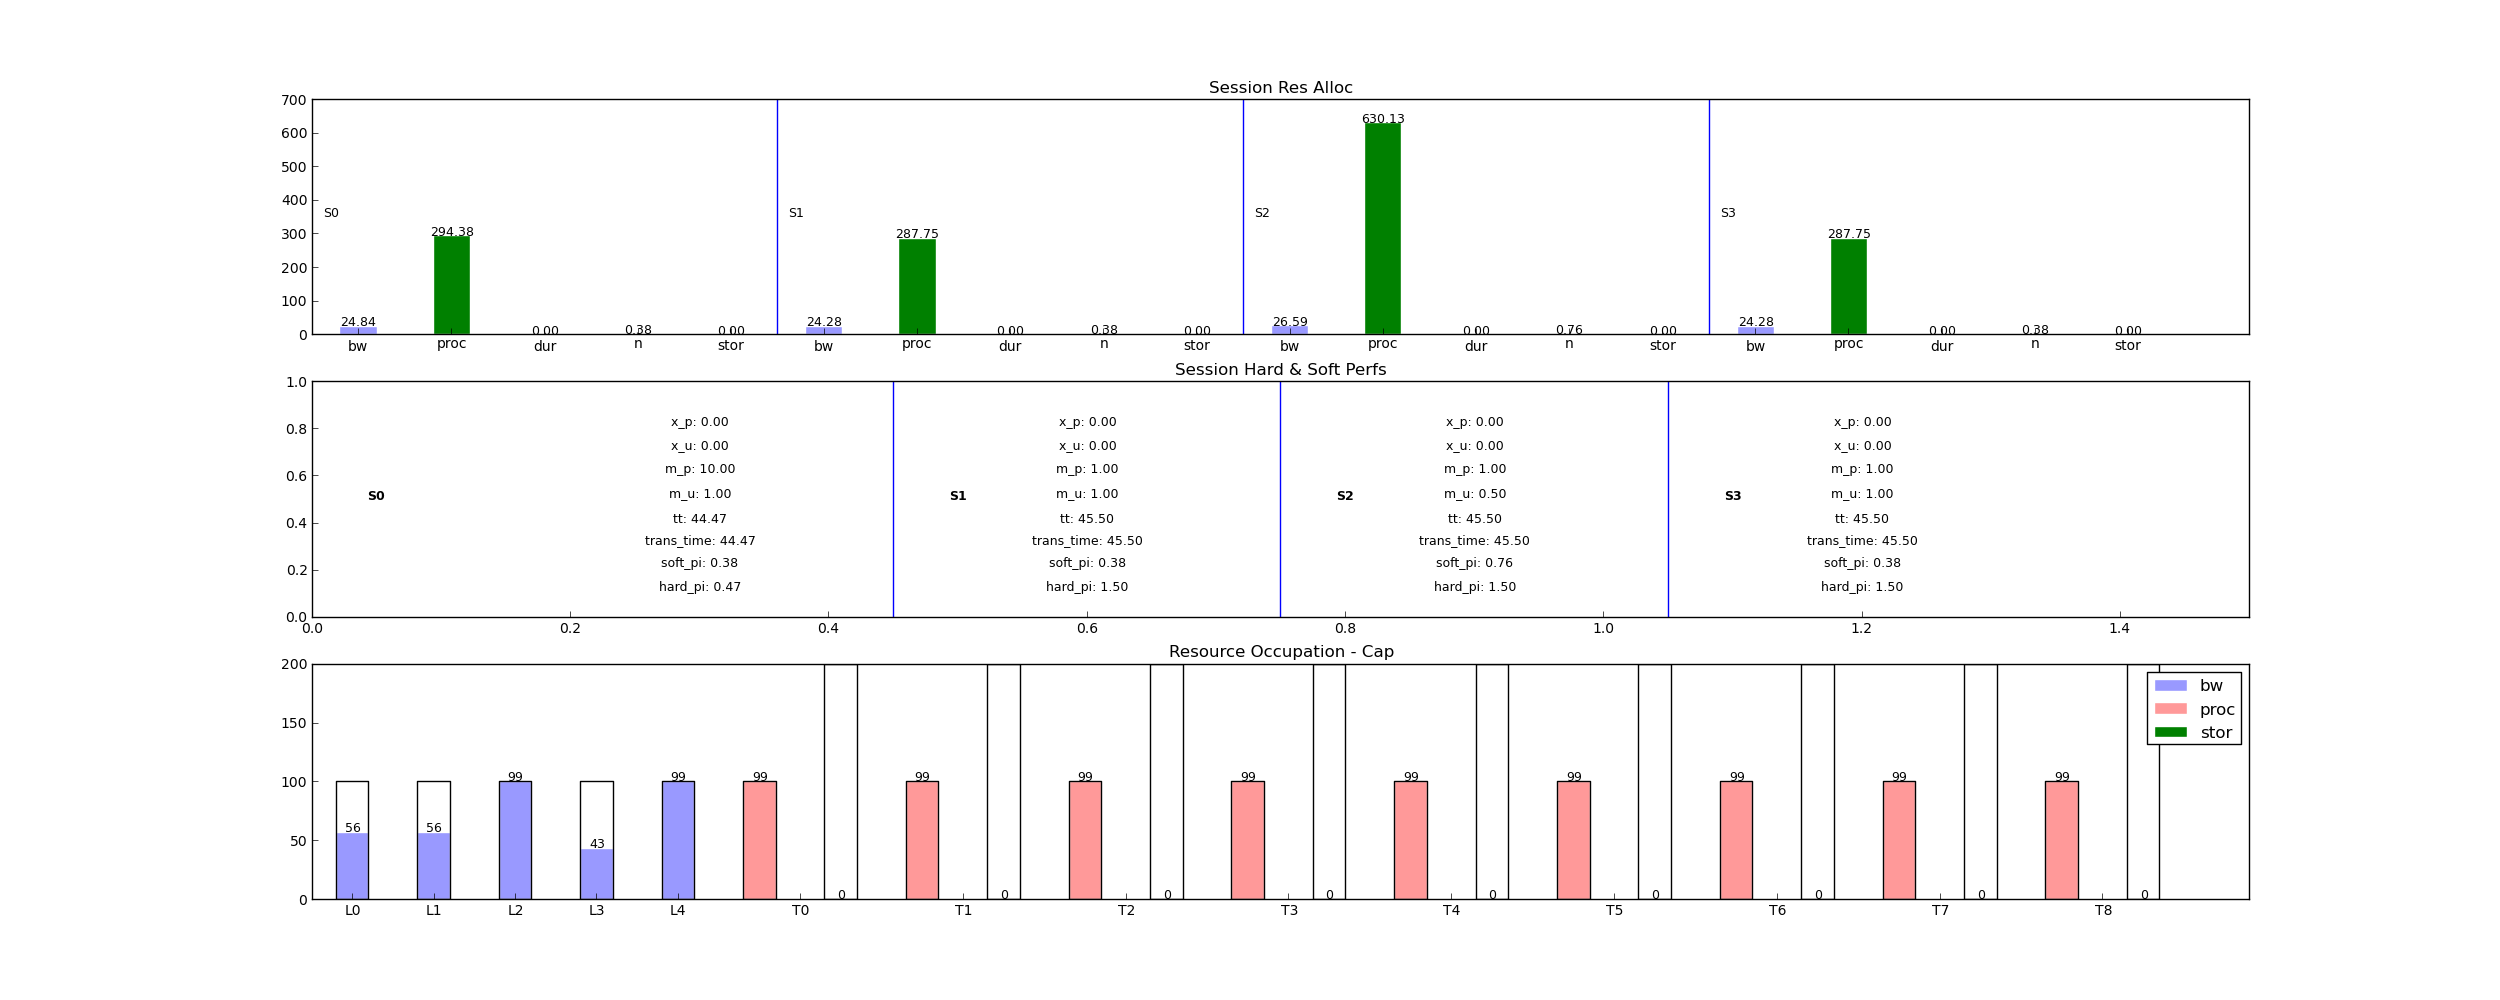 Session Res Alloc
700
600
500
400
300
200
100
0
S0
S1
S2
S3
24.84
294.38
0.00
0.38
0.00
24.28
287.75
0.00
0.38
0.00
26.59
630.13
0.00
0.76
0.00
24.28
287.75
0.00
0.38
0.00
bw proc dur n stor bw proc dur n stor bw proc dur n stor bw proc dur n stor
Session Hard & Soft Perfs
1.0
0.8
0.6
0.4
0.2
0.0
S0
x_p: 0.00
x_u: 0.00
m_p: 10.00
m_u: 1.00
tt: 44.47
trans_time: 44.47
soft_pi: 0.38
hard_pi: 0.47
S1
x_p: 0.00
x_u: 0.00
m_p: 1.00
m_u: 1.00
tt: 45.50
trans_time: 45.50
soft_pi: 0.38
hard_pi: 1.50
S2
x_p: 0.00
x_u: 0.00
m_p: 1.00
m_u: 0.50
tt: 45.50
trans_time: 45.50
soft_pi: 0.76
hard_pi: 1.50
S3
x_p: 0.00
x_u: 0.00
m_p: 1.00
m_u: 1.00
tt: 45.50
trans_time: 45.50
soft_pi: 0.38
hard_pi: 1.50
0.0 0.2 0.4 0.6 0.8 1.0 1.2 1.4
Resource Occupation - Cap
200
150
100
50
0
bw
proc
stor
56
56
99
43
99
99
0
99
0
99
0
99
0
99
0
99
0
99
0
99
0
99
0
L0 L1 L2 L3 L4 T0 T1 T2 T3 T4 T5 T6 T7 T8